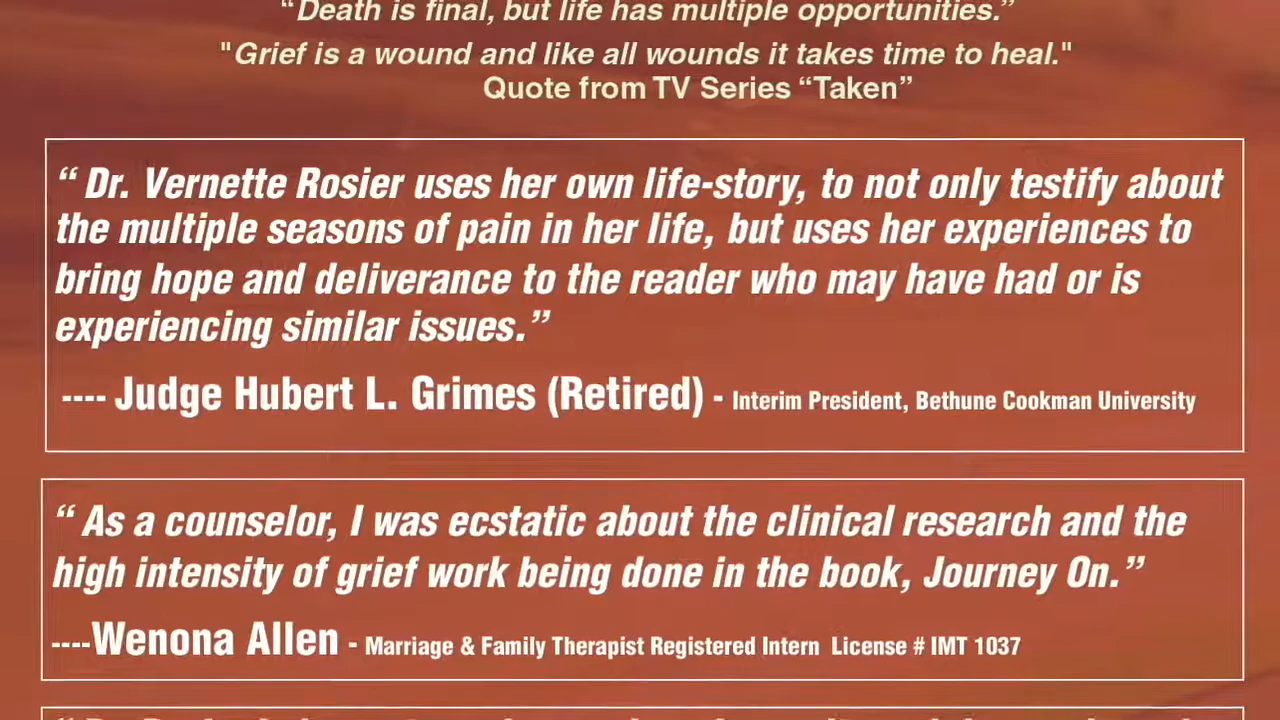 “Death is final, but life has multiple opportunities.”
"Grief is a wound and like all wounds it takes time to heal."
Quote from TV Series “Taken”
“ Dr. Vernette Rosier uses her own life-story, to not only testify about
the multiple seasons of pain in her life, but uses her experiences to
bring hope and deliverance to the reader who may have had or is
experiencing similar issues.”
---- Judge Hubert L. Grimes (Retired) - Interim President, Bethune Cookman University
“ As a counselor, I was ecstatic about the clinical research and the
high intensity of grief work being done in the book, Journey On.”
----Wenona Allen - Marriage & Family Therapist Registered Intern License # IMT 1037